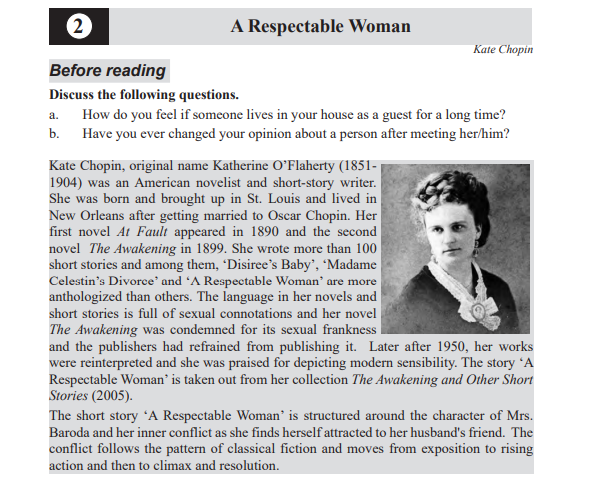 2
A Respectable Woman
Kate Chopin
Before reading
Discuss the following questions.
a. How do you feel if someone lives in your house as a guest for a long time?
b. Have you ever changed your opinion about a person after meeting her/him?
Kate Chopin, original name Katherine O’Flaherty (1851-
1904) was an American novelist and short-story writer.
She was born and brought up in St. Louis and lived in
New Orleans after getting married to Oscar Chopin. Her
first novel At Fault appeared in 1890 and the second
novel The Awakening in 1899. She wrote more than 100
short stories and among them, ‘Disiree’s Baby’, ‘Madame
Celestin’s Divorce’ and ‘A Respectable Woman’ are more
anthologized than others. The language in her novels and
short stories is full of sexual connotations and her novel
The Awakening was condemned for its sexual frankness
and the publishers had refrained from publishing it. Later after 1950, her works
were reinterpreted and she was praised for depicting modern sensibility. The story ‘A
Respectable Woman’ is taken out from her collection The Awakening and Other Short
Stories (2005).
The short story ‘A Respectable Woman’ is structured around the character of Mrs.
Baroda and her inner conflict as she finds herself attracted to her husband's friend. The
conflict follows the pattern of classical fiction and moves from exposition to rising
action and then to climax and resolution.